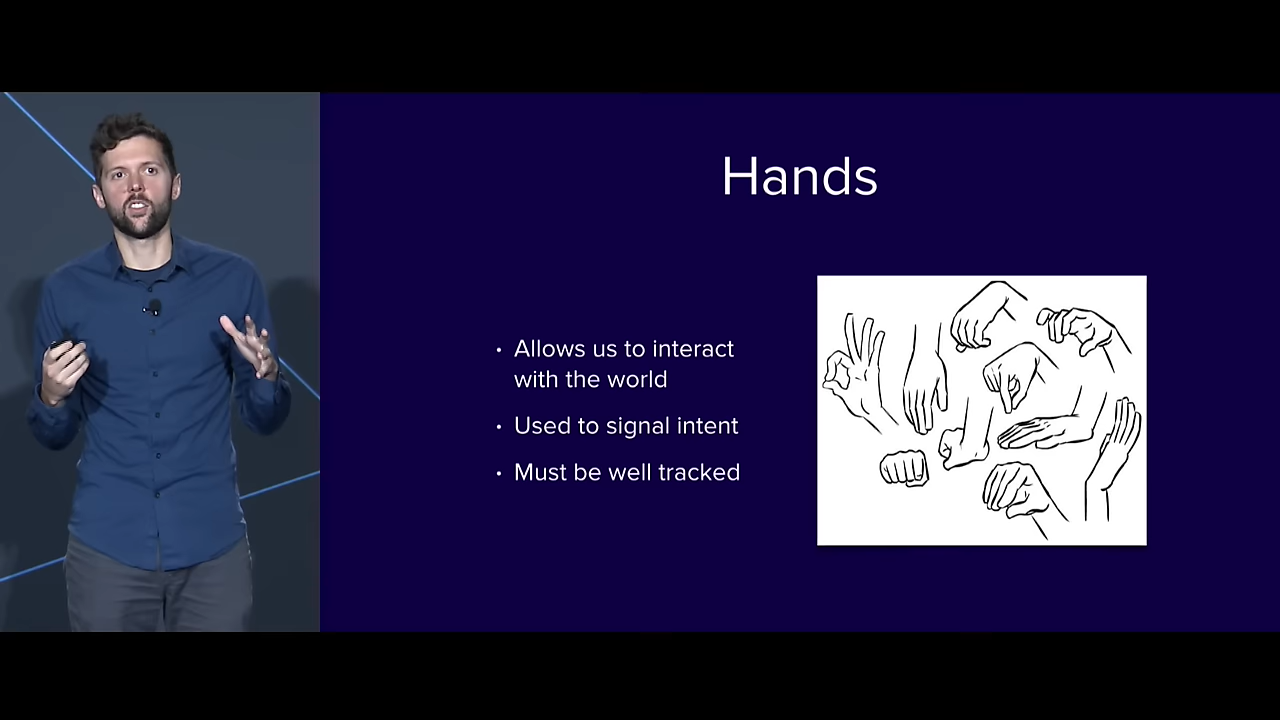 Hands
• Allows us to interact
with the world
• Used to signal intent
• Must be well tracked